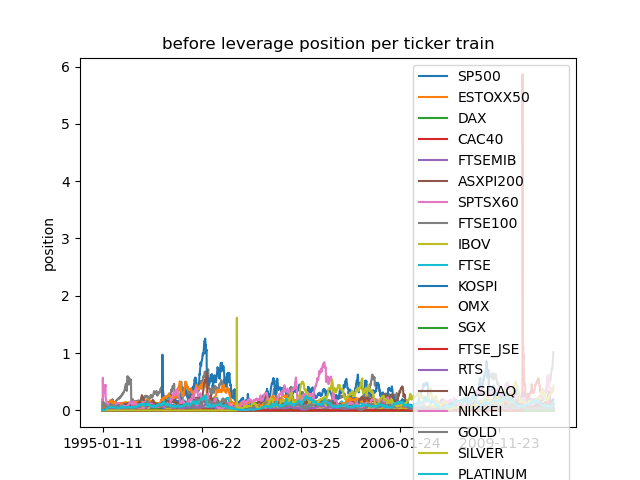 before leverage position per ticker train
position
6
5
4
3
2
1
0
1995-01-11 1998-06-22 2002-03-25 2006-01-24 2009-11-23
SP500
ESTOXX50
DAX
CAC40
FTSEMIB
ASXPI200
SPTSX60
FTSE100
IBOV
FTSE
KOSPI
OMX
SGX
FTSE_JSE
RTS
NASDAQ
NIKKEI
GOLD
SILVER
PLATINUM